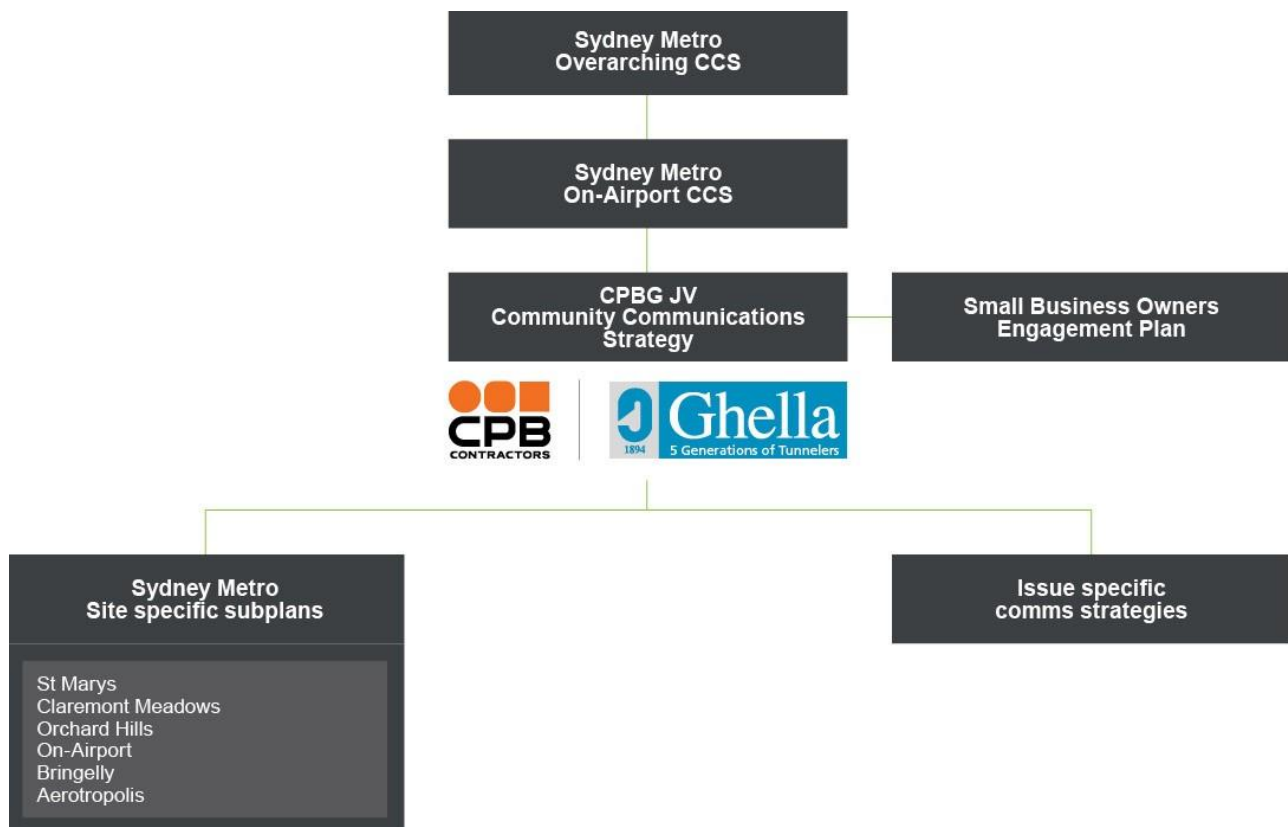 Sydney Metro
Overarching CCS
Sydney Metro
On-Airport CCS
CPBG JV
Community Communications
Strategy
Small Business Owners
Engagement Plan
CPB
CONTRACTORS
Ghella
1894
5 Generations of Tunnelers
Sydney Metro
Site specific subplans
St Marys
Claremont Meadows
Orchard Hills
On-Airport
Bringelly
Aerotropolis
Issue specific
comms strategies